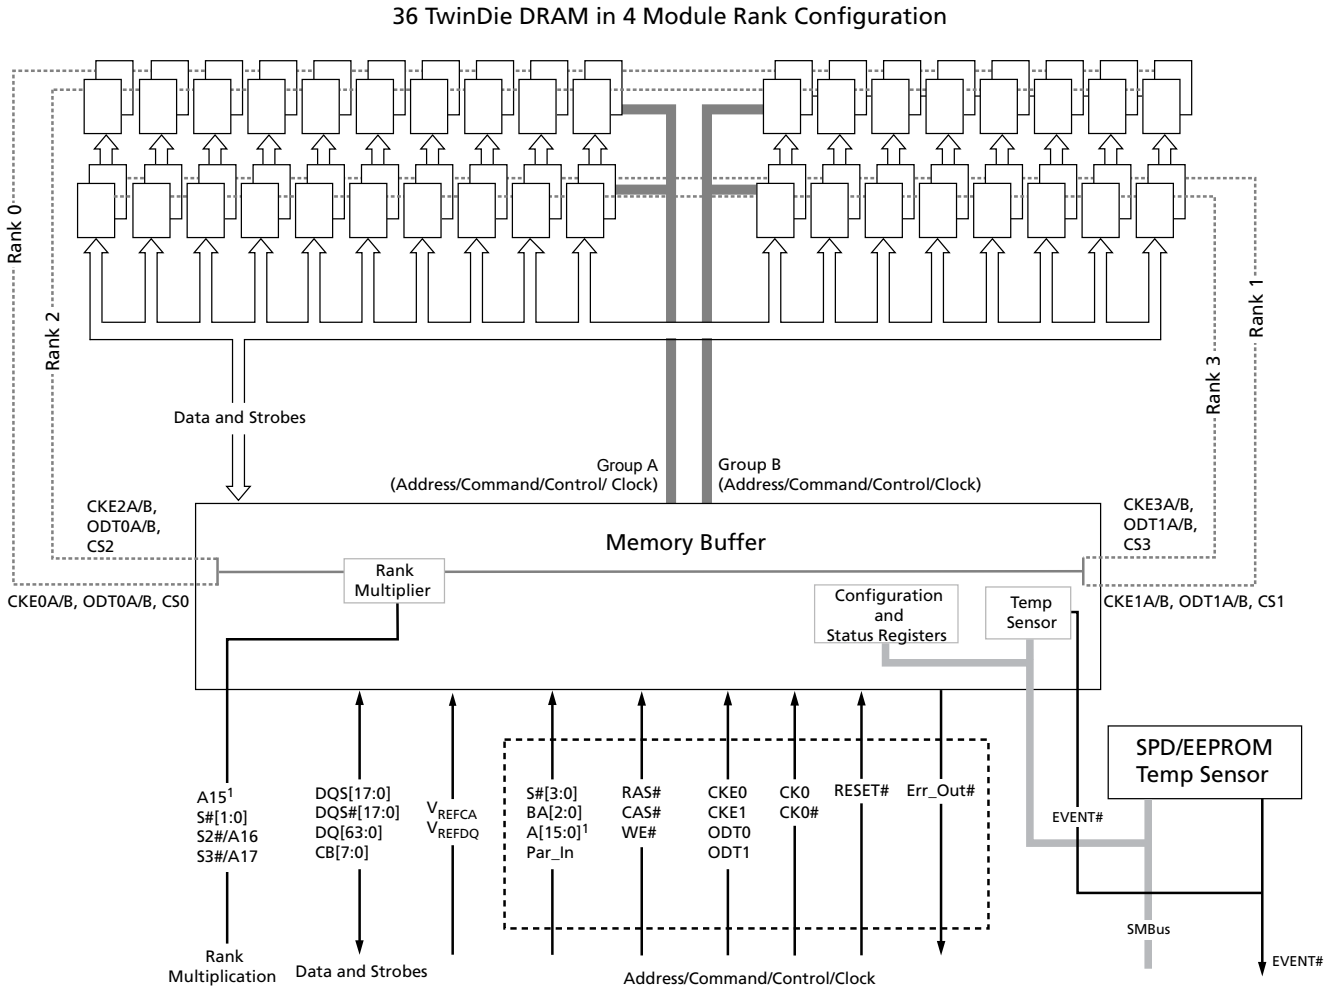 36 TwinDie DRAM in 4 Module Rank Configuration
Rank 0
Rank 2
Rank 1
Rank 3
Data and Strobes
Group A
(Address/Command/Control/ Clock)
Group B
(Address/Command/Control/Clock)
CKE2A/B,
ODT0A/B,
CS2
CKE3A/B,
ODT1A/B,
CS3
Memory Buffer
Rank
Multiplier
CKE0A/B, ODT0A/B, CS0
Configuration
and
Status Registers
Temp
Sensor
CKE1A/B, ODT1A/B, CS1
SPD/EEPROM
Temp Sensor
A15¹
S#[1:0]
S2#/A16
S3#/A17
DQS[17:0]
DQS#[17:0]
DQ[63:0]
CB[7:0]
VREFCA
VREFDQ
S#[3:0]
BA[2:0]
A[15:0]¹
Par_In
RAS#
CAS#
WE#
CKE0
CKE1
ODT0
ODT1
CK0
CK0#
RESET#
Err_Out#
EVENT#
SMBus
Rank
Multiplication
Data and Strobes
Address/Command/Control/Clock
EVENT#